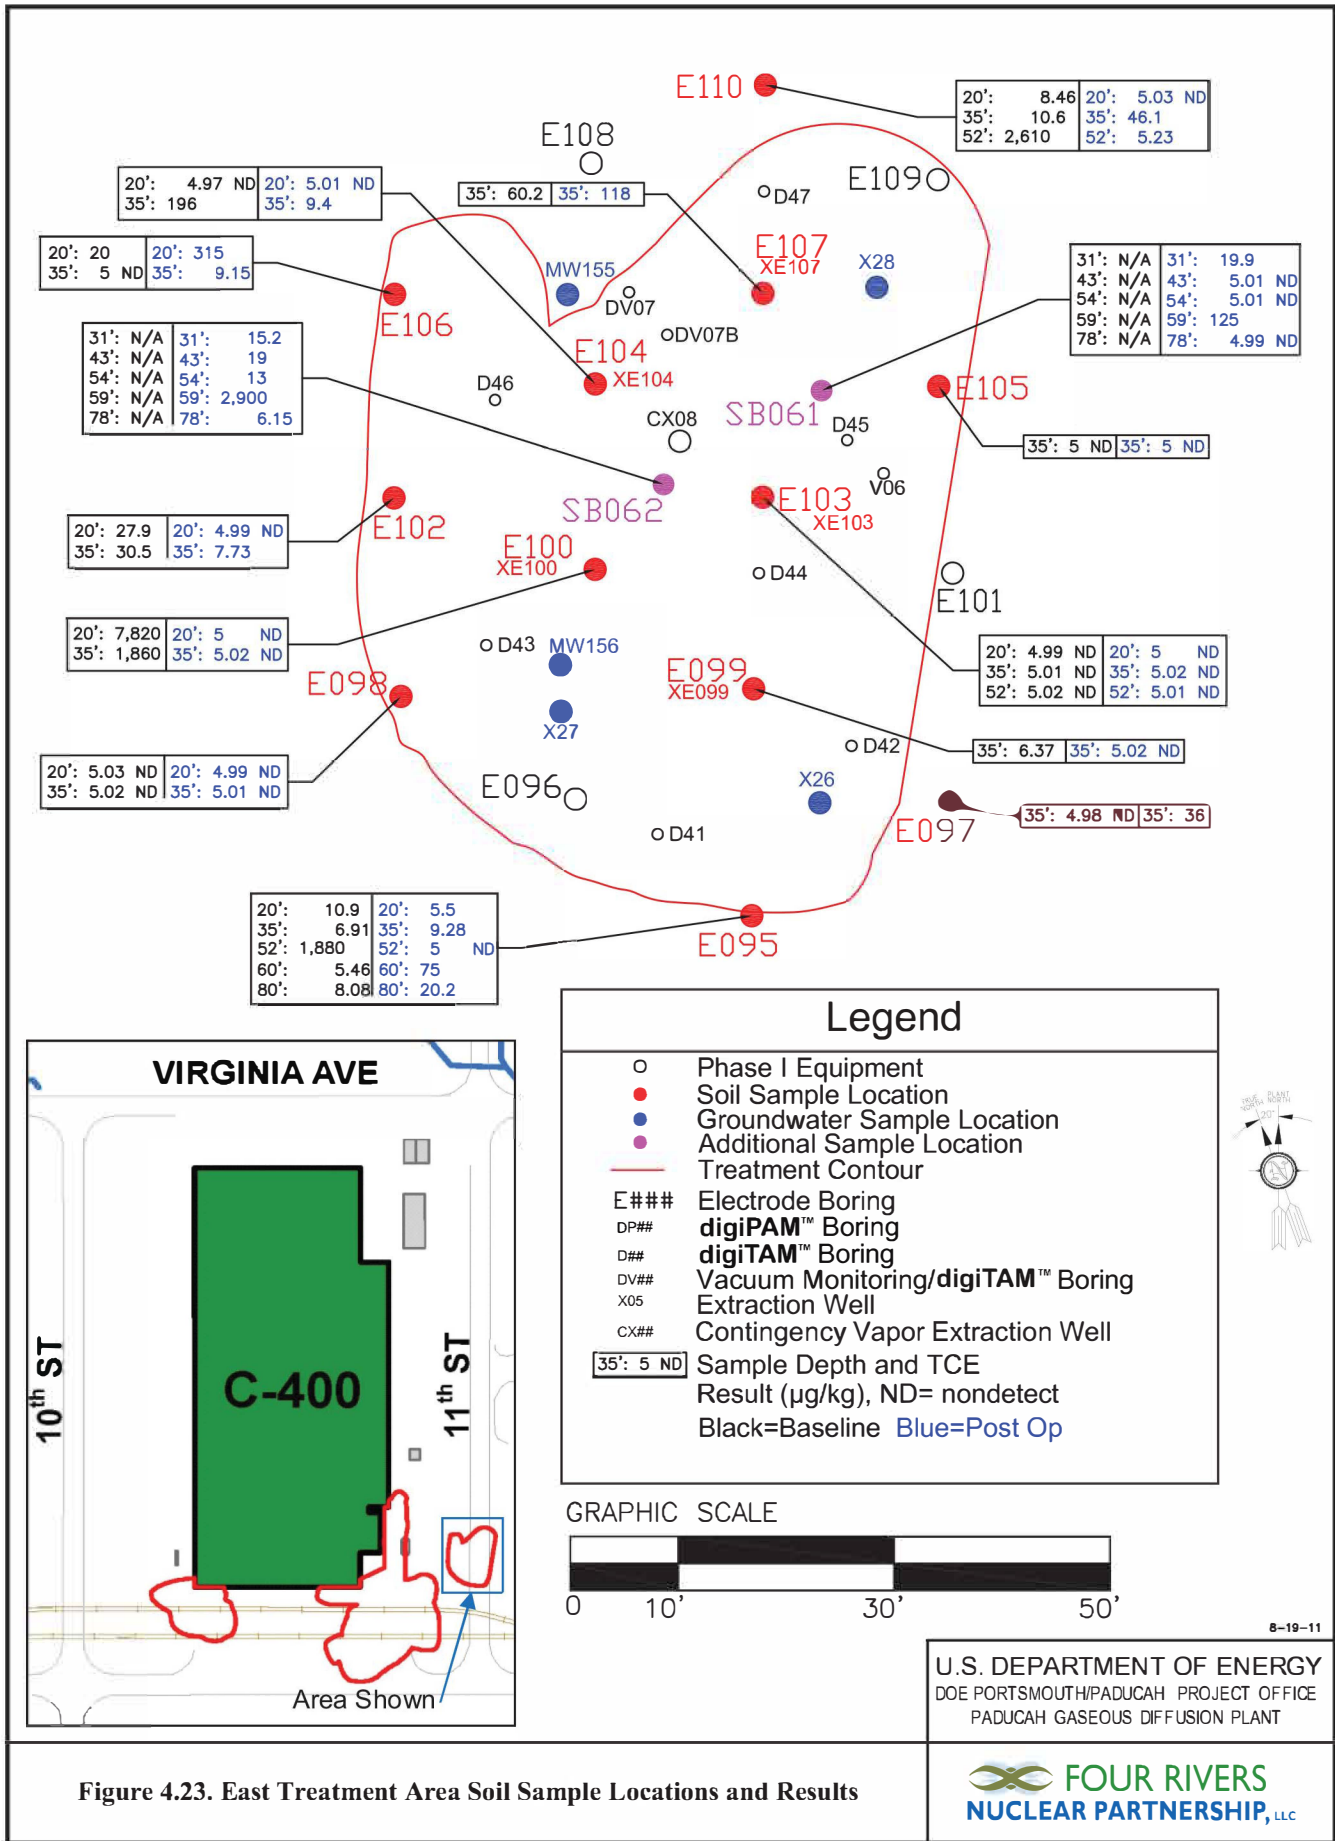 E110
20': 8.46 20': 5.03 ND
35': 10.6 35': 46.1
52': 2,610 52': 5.23
E108
E109
20': 4.97 ND 20': 5.01 ND
35': 196 35': 9.4
35': 60.2 35': 118
D47
20': 20 20': 315
35': 5 ND 35': 9.15
E107
XE107
X28
MW155
DV07
DV07B
31': N/A 31': 19.9
43': N/A 43': 5.01 ND
54': N/A 54': 5.01 ND
59': N/A 59': 125
78': N/A 78': 4.99 ND
E106
31': N/A 31': 15.2
43': N/A 43': 19
54': N/A 54': 13
59': N/A 59': 2,900
78': N/A 78': 6.15
E104
XE104
D46
CX08
SB061
D45
E105
35': 5 ND 35': 5 ND
V06
SB062
E103
XE103
E102
20': 27.9 20': 4.99 ND
35': 30.5 35': 7.73
E100
XE100
D44
E101
20': 7,820 20': 5 ND
35': 1,860 35': 5.02 ND
D43
MW156
E099
XE099
20': 4.99 ND 20': 5 ND
35': 5.01 ND 35': 5.02 ND
52': 5.02 ND 52': 5.01 ND
E098
X27
D42
35': 6.37 35': 5.02 ND
20': 5.03 ND 20': 4.99 ND
35': 5.02 ND 35': 5.01 ND
E096
X26
D41
E097
35': 4.98 ND 35': 36
20': 10.9 20': 5.5
35': 6.91 35': 9.28
52': 1,880 52': 5 ND
60': 5.46 60': 75
80': 8.08 80': 20.2
E095
Legend
Phase I Equipment
Soil Sample Location
Groundwater Sample Location
Additional Sample Location
Treatment Contour
E### Electrode Boring
DP## digiPAM™ Boring
D## digiTAM™ Boring
DV## Vacuum Monitoring/digiTAM™ Boring
X05 Extraction Well
CX## Contingency Vapor Extraction Well
35': 5 ND Sample Depth and TCE
Result (µg/kg), ND= nondetect
Black=Baseline Blue=Post Op
TRUE NORTH
PLANT NORTH
20°
VIRGINIA AVE
10th ST
C-400
11th ST
Area Shown
GRAPHIC SCALE
0 10' 30' 50'
8-19-11
U.S. DEPARTMENT OF ENERGY
DOE PORTSMOUTH/PADUCAH PROJECT OFFICE
PADUCAH GASEOUS DIFFUSION PLANT
Figure 4.23. East Treatment Area Soil Sample Locations and Results
FOUR RIVERS
NUCLEAR PARTNERSHIP, LLC